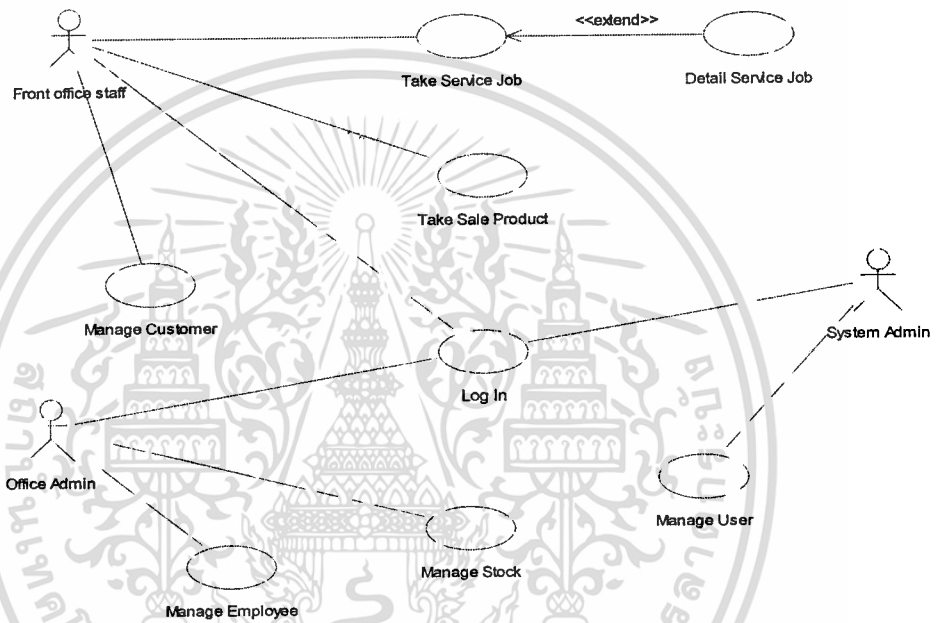 <<extend>>
Take Service Job
Detail Service Job
Front office staff
Take Sale Product
Manage Customer
System Admin
Log In
Office Admin
Manage User
Manage Stock
Manage Employee